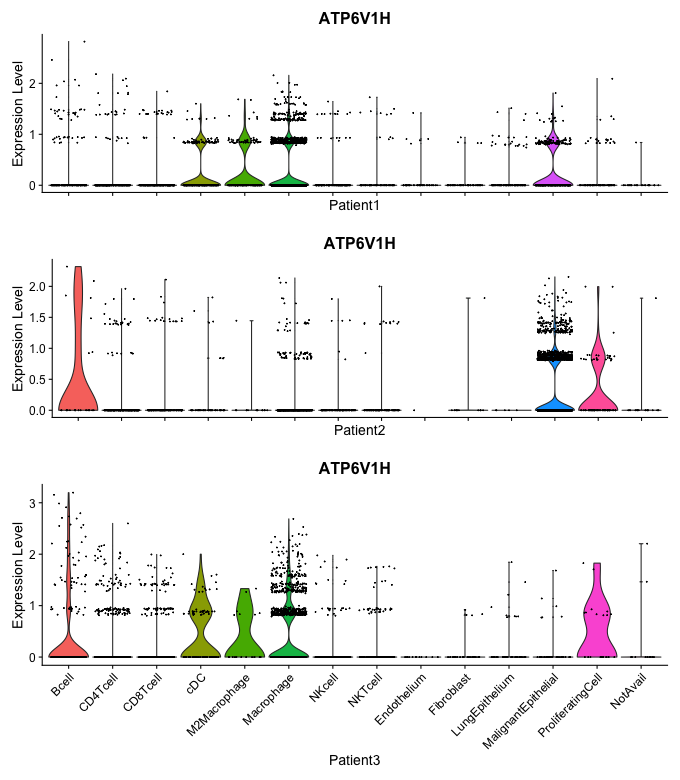 ATP6V1H
Expression Level
2
1
0
Patient1
ATP6V1H
Expression Level
2.0
1.5
1.0
0.5
0.0
Patient2
ATP6V1H
Expression Level
3
2
1
0
Bcell
CD4Tcell
CD8Tcell
cDC
M2Macrophage
Macrophage
NKcell
NKTcell
Endothelium
Fibroblast
LungEpithelium
MalignantEpithelial
ProliferatingCell
NotAvail
Patient3